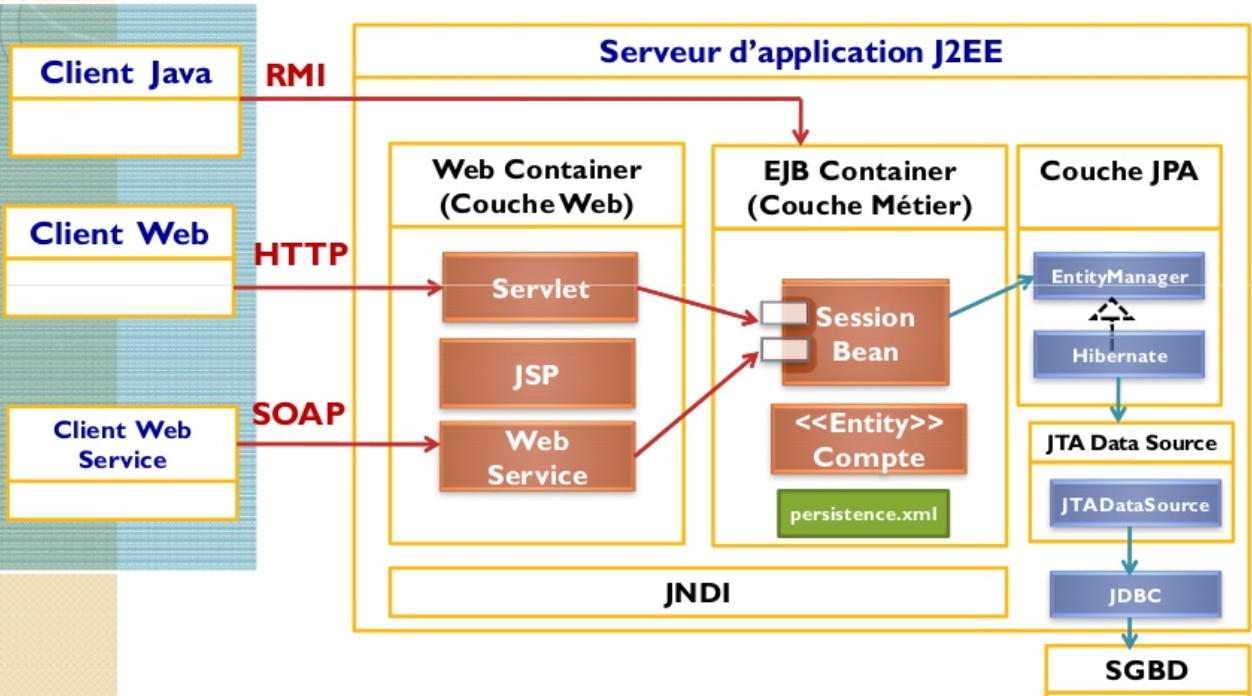 Serveur d'application J2EE
Client Java
RMI
Client Web
HTTP
Client Web
Service
SOAP
Web Container
(Couche Web)
Servlet
JSP
Web
Service
EJB Container
(Couche Métier)
Session
Bean
<<Entity>>
Compte
persistence.xml
Couche JPA
EntityManager
Hibernate
JTA Data Source
JTADataSource
JDBC
JNDI
SGBD